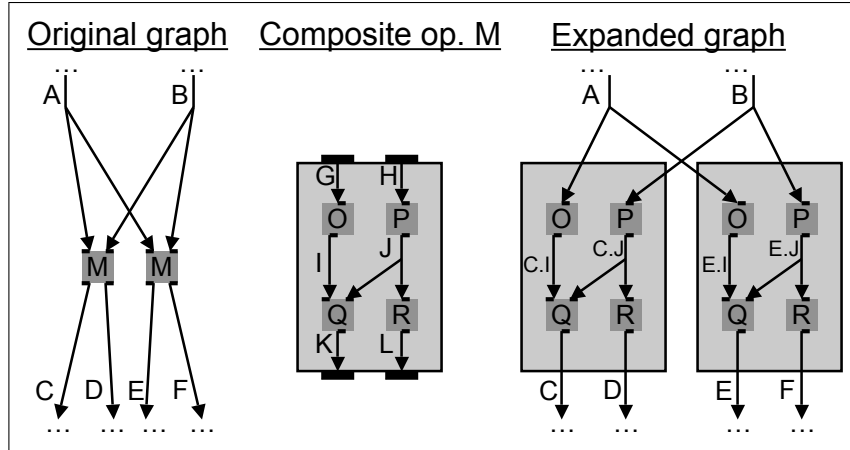 Original graph Composite op. M Expanded graph
… … … …
A B A B
G H
O P O P O P
M M
I J C.I C.J E.I E.J
Q R Q R Q R
K L
C D E F C D E F
… … … … … … … …